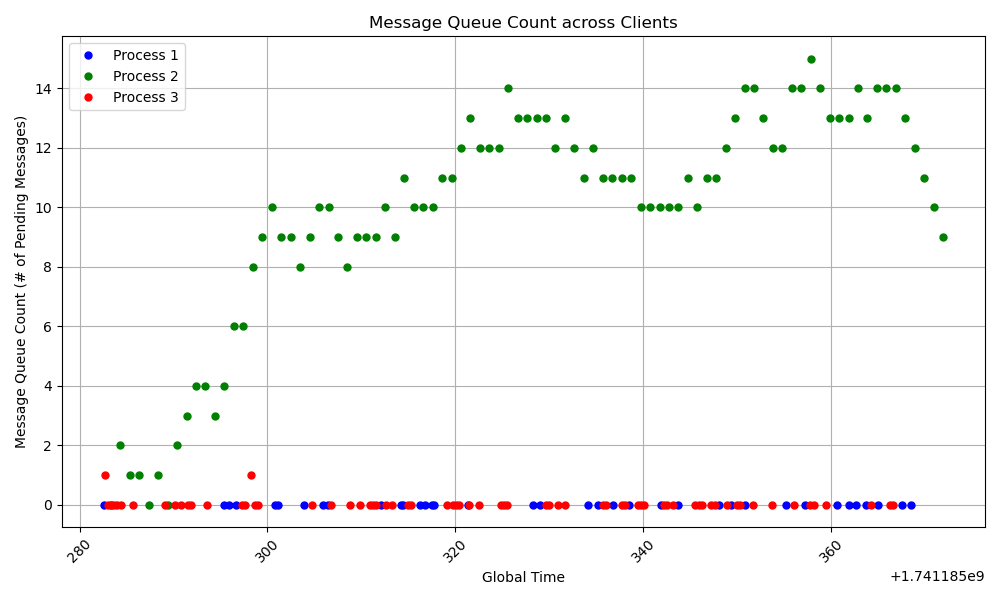 Message Queue Count across Clients
Process 1
Process 2
Process 3
Message Queue Count (# of Pending Messages)
14
12
10
8
6
4
2
0
280
300
320
340
360
Global Time
+1.741185e9